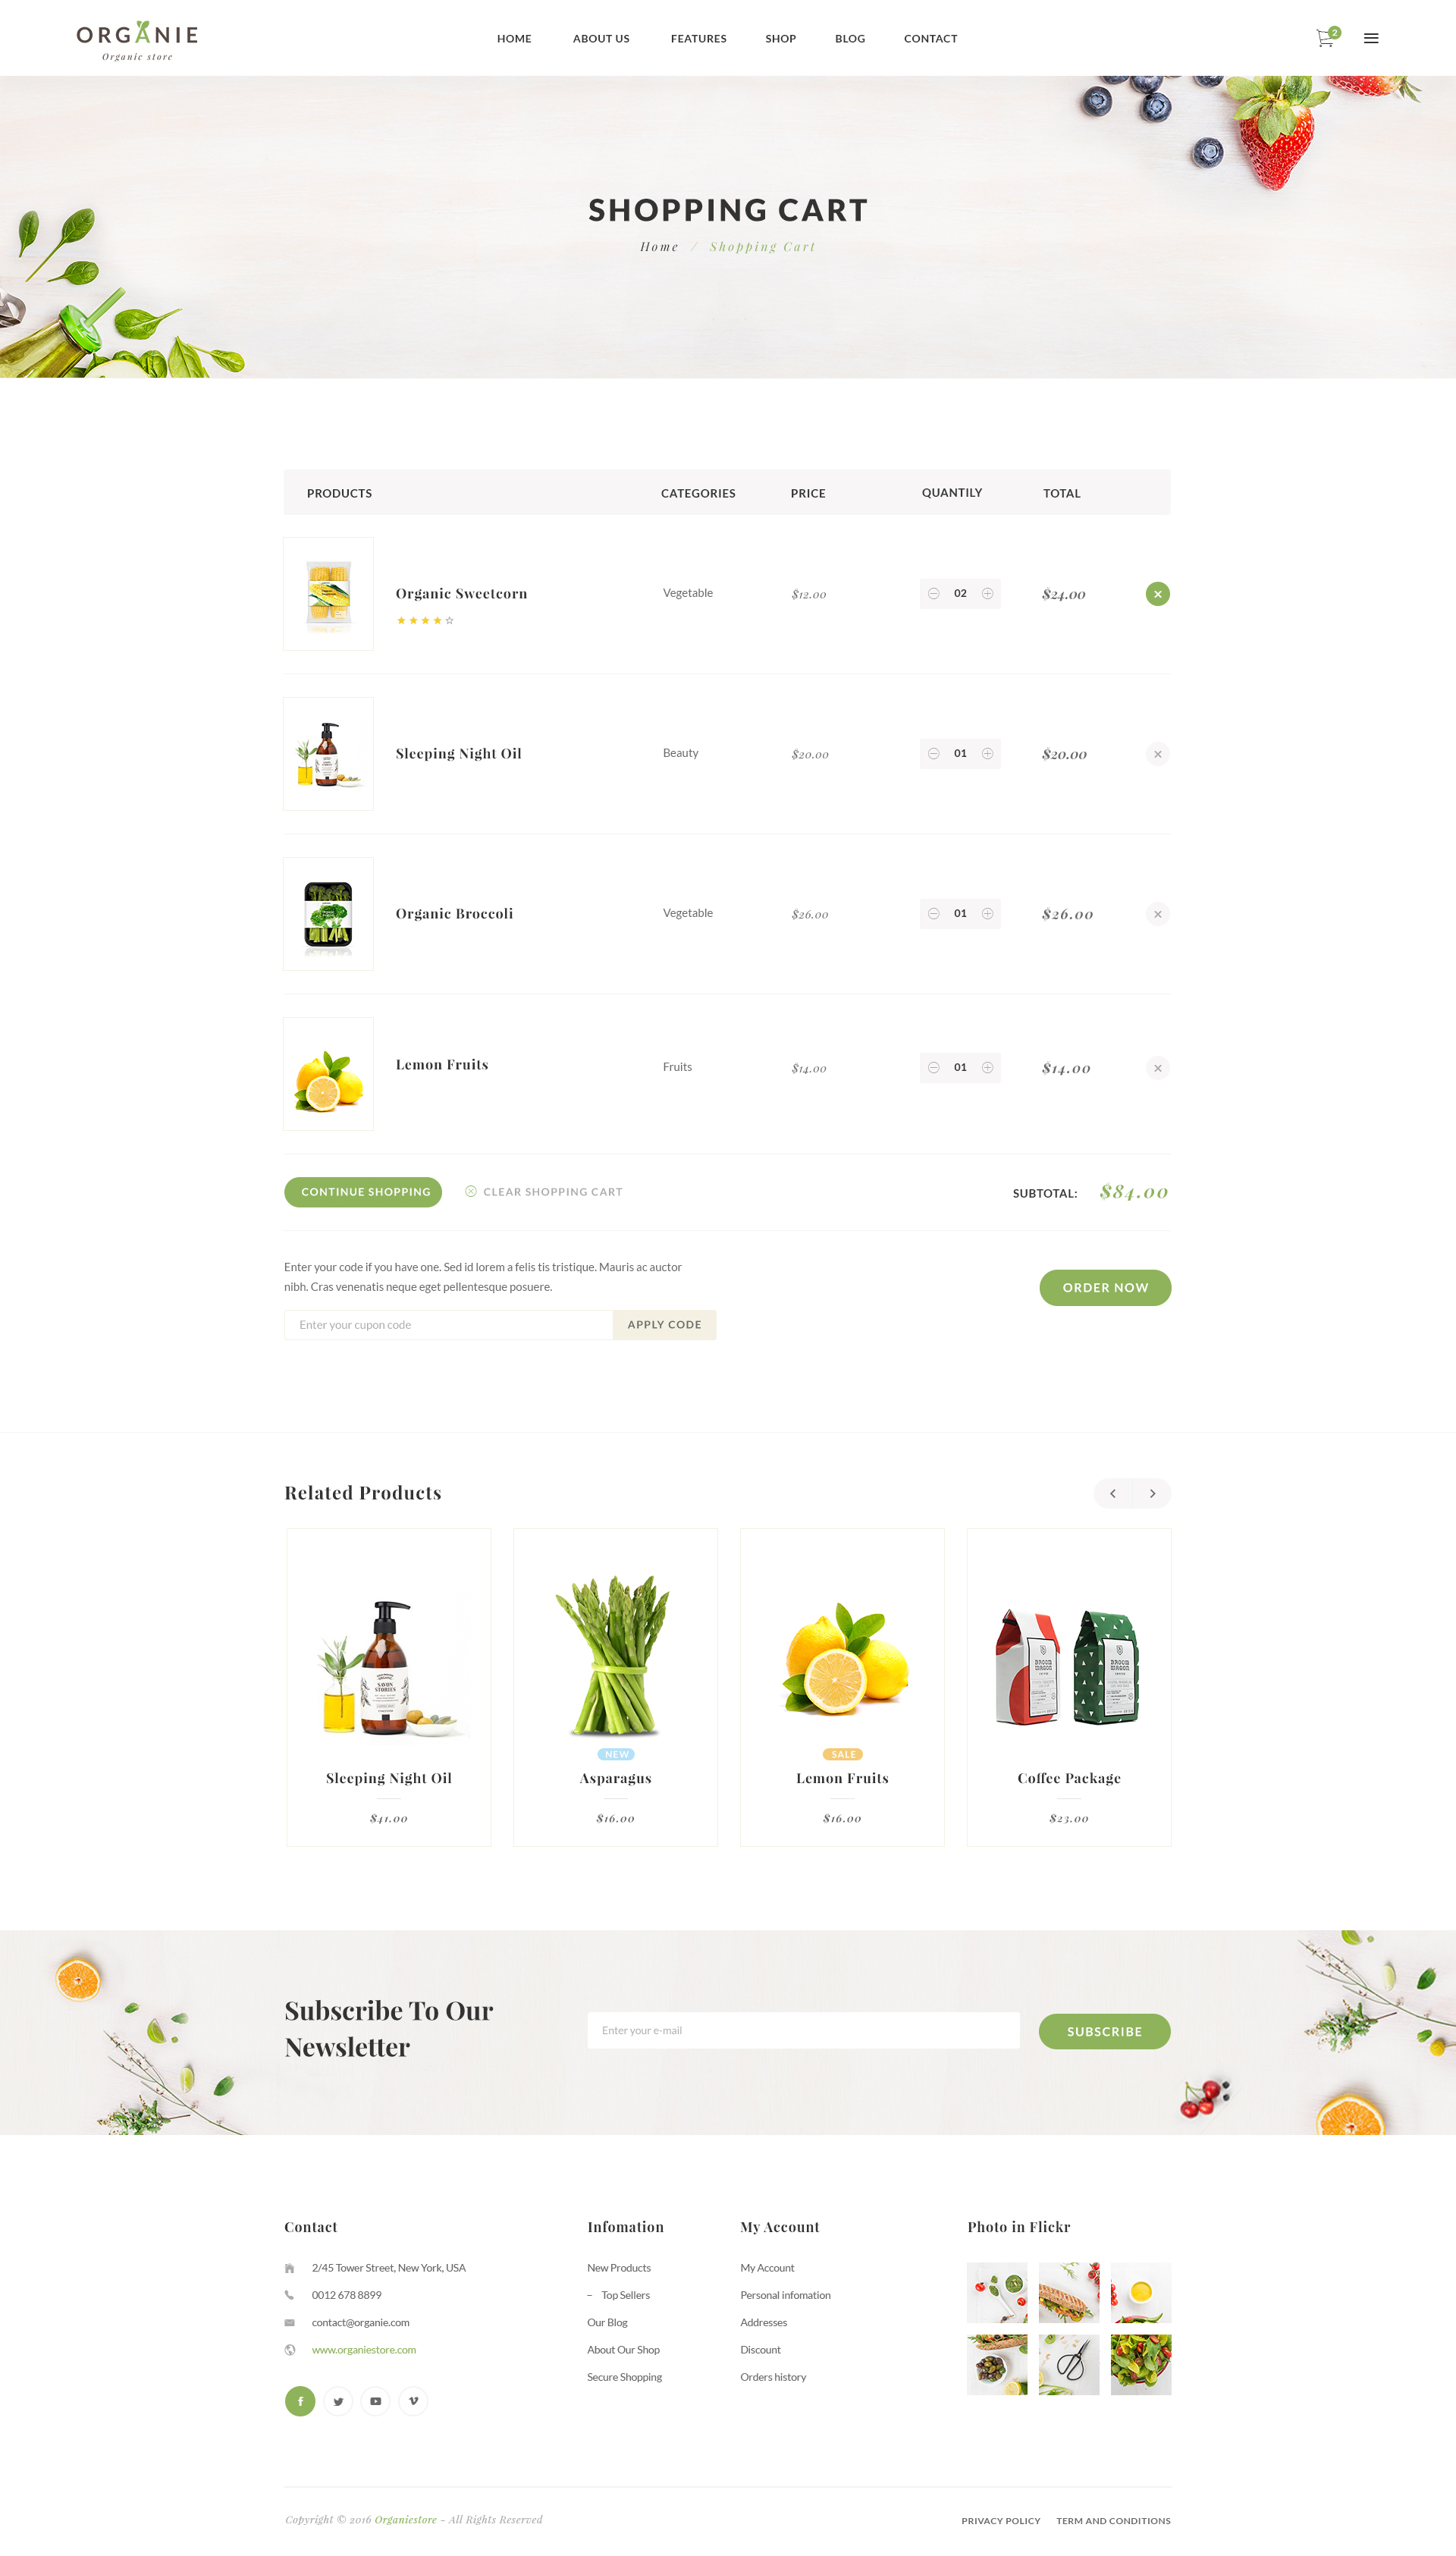 ORGANIE
Organic store
HOME ABOUT US FEATURES SHOP BLOG CONTACT
2
SHOPPING CART
Home / Shopping Cart
PRODUCTS CATEGORIES PRICE QUANTILY TOTAL
Organic Sweetcorn Vegetable $12.00 02 $24.00
Sleeping Night Oil Beauty $20.00 01 $20.00
Organic Broccoli Vegetable $26.00 01 $26.00
Lemon Fruits Fruits $14.00 01 $14.00
CONTINUE SHOPPING CLEAR SHOPPING CART SUBTOTAL: $84.00
Enter your code if you have one. Sed id lorem a felis tis tristique. Mauris ac auctor
nibh. Cras venenatis neque eget pellentesque posuere.
ORDER NOW
Enter your cupon code APPLY CODE
Related Products
SAVON
STORIES
NEW SALE
Sleeping Night Oil Asparagus Lemon Fruits Coffee Package
$41.00 $16.00 $16.00 $23.00
Subscribe To Our
Newsletter
Enter your e-mail SUBSCRIBE
Contact Infomation My Account Photo in Flickr
2/45 Tower Street, New York, USA New Products My Account
0012 678 8899 – Top Sellers Personal infomation
contact@organie.com Our Blog Addresses
www.organiestore.com About Our Shop Discount
Secure Shopping Orders history
Copyright © 2016 Organiestore - All Rights Reserved PRIVACY POLICY TERM AND CONDITIONS